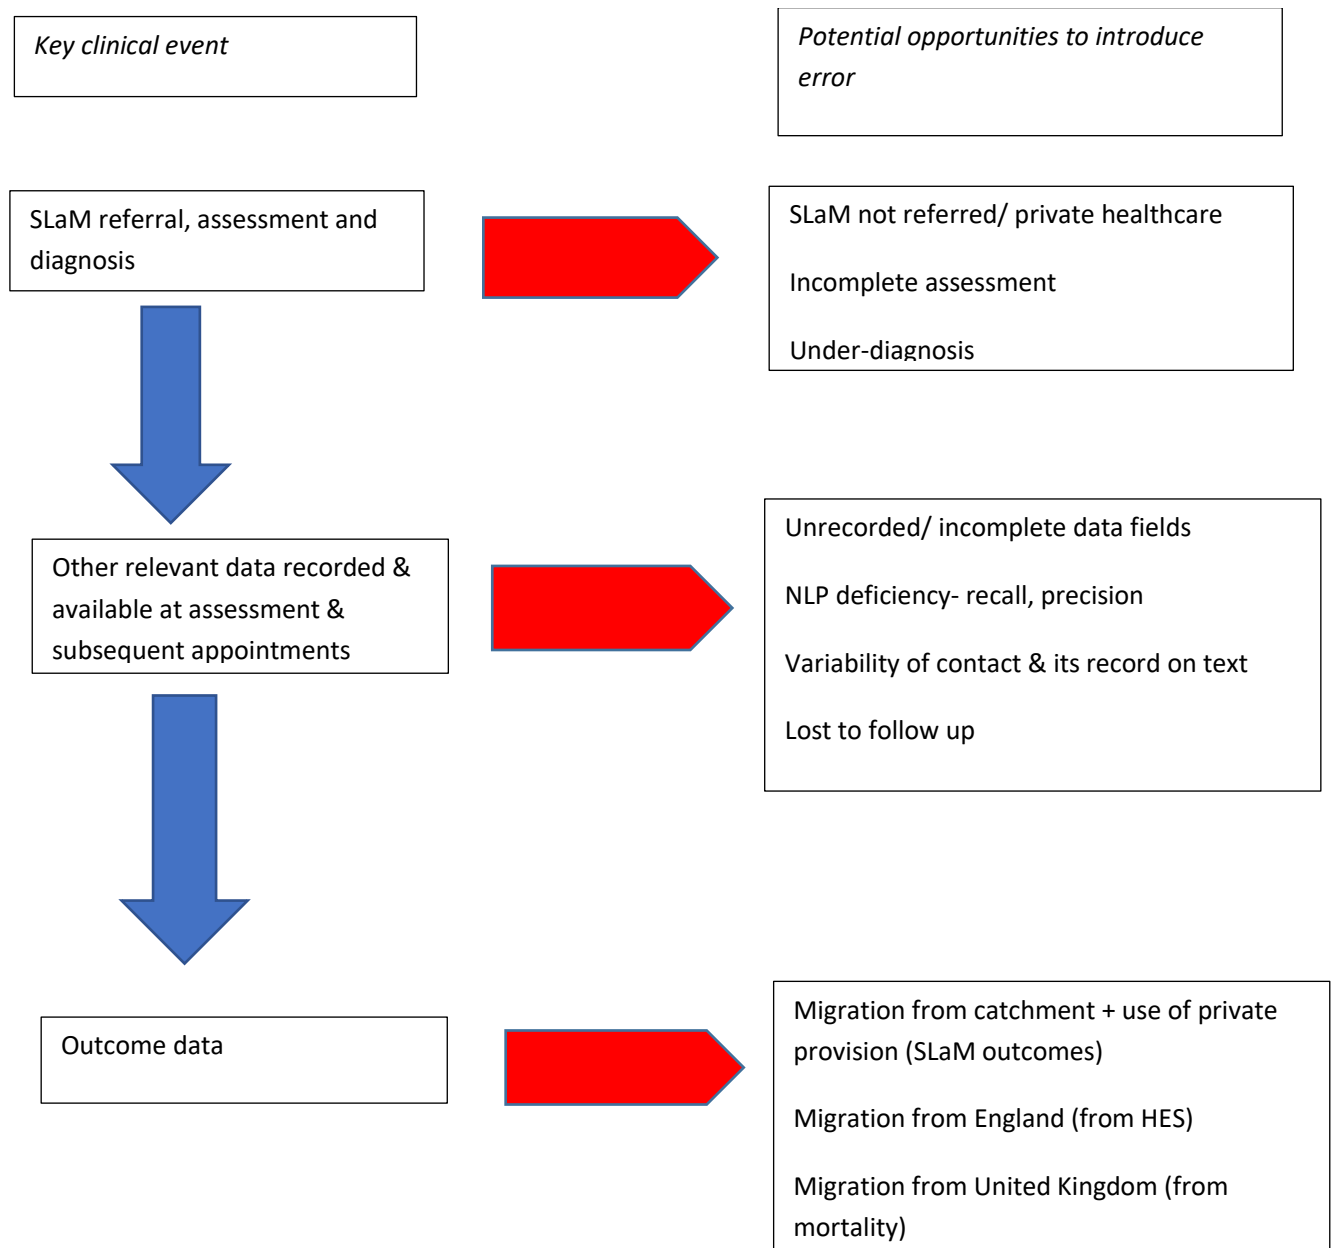 Key clinical event
Potential opportunities to introduce
error
SLaM referral, assessment and
diagnosis
SLaM not referred/ private healthcare
Incomplete assessment
Under-diagnosis
Other relevant data recorded &
available at assessment &
subsequent appointments
Unrecorded/ incomplete data fields
NLP deficiency- recall, precision
Variability of contact & its record on text
Lost to follow up
Outcome data
Migration from catchment + use of private
provision (SLaM outcomes)
Migration from England (from HES)
Migration from United Kingdom (from
mortality)